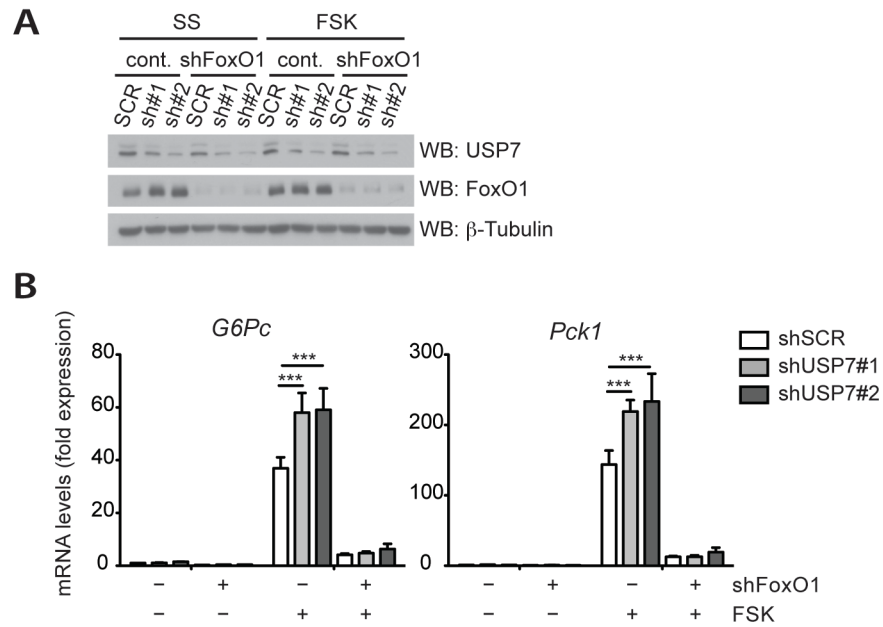 A
SS FSK
cont. shFoxO1 cont. shFoxO1
SCR sh#1 sh#2 SCR sh#1 sh#2 SCR sh#1 sh#2 SCR sh#1 sh#2
WB: USP7
WB: FoxO1
WB: β-Tubulin
B
mRNA levels (fold expression)
G6Pc
80
60
40
20
0
*** ***
Pck1
300
200
100
0
*** ***
shSCR
shUSP7#1
shUSP7#2
− + − + − + − + shFoxO1
− − + + − − + + FSK